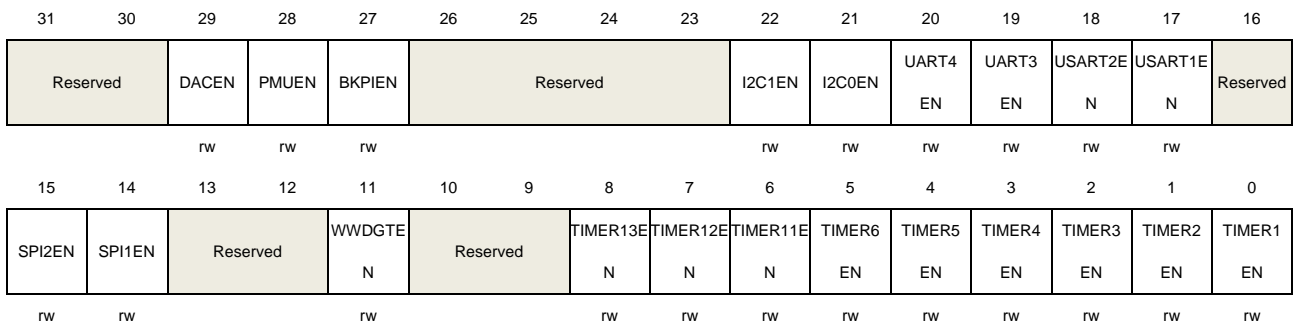 31 30 29 28 27 26 25 24 23 22 21 20 19 18 17 16
Reserved DACEN PMUEN BKPIEN Reserved I2C1EN I2C0EN UART4 EN UART3 EN USART2E N USART1E N Reserved
rw rw rw rw rw rw rw rw rw
15 14 13 12 11 10 9 8 7 6 5 4 3 2 1 0
SPI2EN SPI1EN Reserved WWDGTE N Reserved TIMER13E N TIMER12E N TIMER11E N TIMER6 EN TIMER5 EN TIMER4 EN TIMER3 EN TIMER2 EN TIMER1 EN
rw rw rw rw rw rw rw rw rw rw rw rw